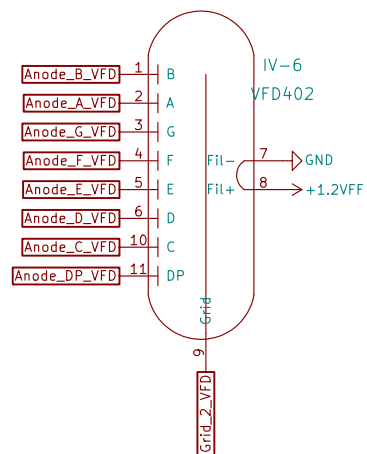 IV-6
VFD402
Anode_B_VFD 1 B
Anode_A_VFD 2 A
Anode_G_VFD 3 G
Anode_F_VFD 4 F Fil- 7 GND
Anode_E_VFD 5 E Fil+ 8 +1.2VFF
Anode_D_VFD 6 D
Anode_C_VFD 10 C
Anode_DP_VFD 11 DP
Grid
9
Grid_2_VFD